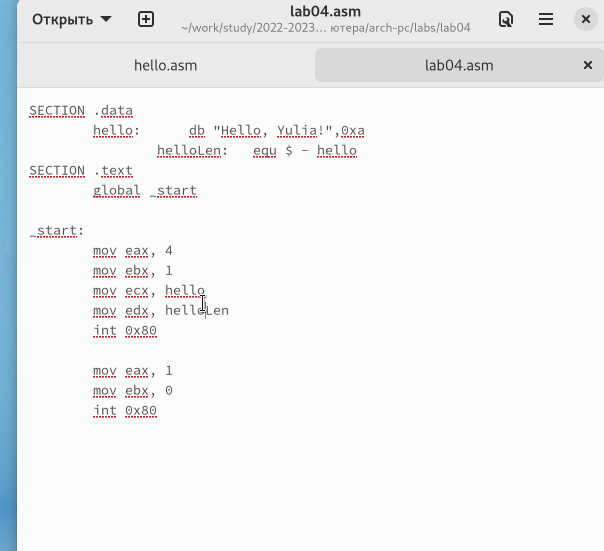 Открыть
lab04.asm
~/work/study/2022-2023... ютера/arch-pc/labs/lab04
hello.asm
lab04.asm
SECTION .data
hello: db "Hello, Yulia!",0xa
helloLen: equ $ - hello
SECTION .text
global _start
_start:
mov eax, 4
mov ebx, 1
mov ecx, hello
mov edx, helloLen
int 0x80
mov eax, 1
mov ebx, 0
int 0x80